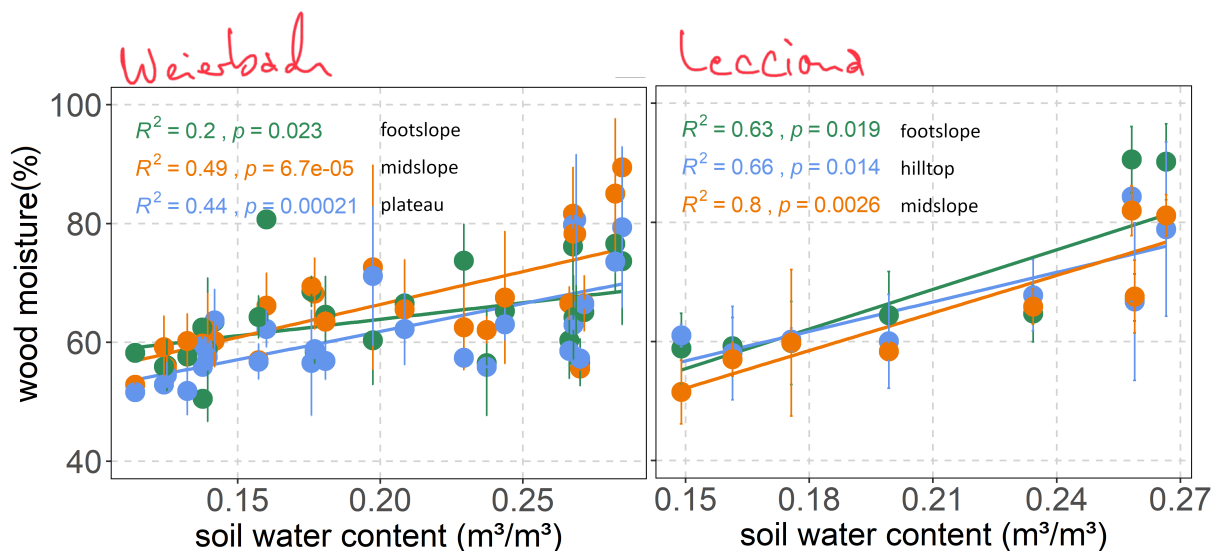 Weierbach
Lecciona
wood moisture(%)
100
80
60
40
R² = 0.2 , p = 0.023 footslope
R² = 0.49 , p = 6.7e-05 midslope
R² = 0.44 , p = 0.00021 plateau
0.15 0.20 0.25
soil water content (m³/m³)
R² = 0.63 , p = 0.019 footslope
R² = 0.66 , p = 0.014 hilltop
R² = 0.8 , p = 0.0026 midslope
0.15 0.18 0.21 0.24 0.27
soil water content (m³/m³)